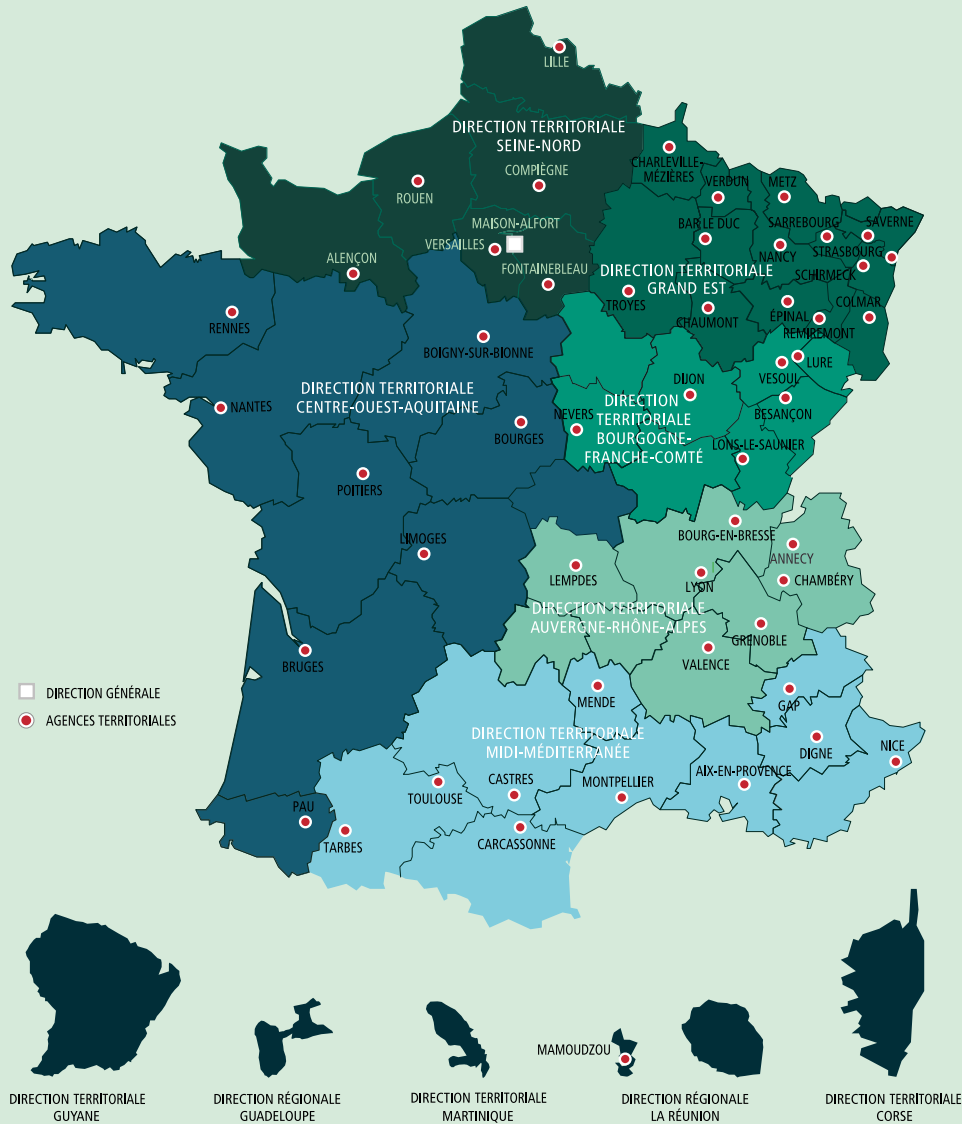 LILLE
DIRECTION TERRITORIALE
SEINE-NORD
COMPIÈGNE
ROUEN
MAISON-ALFORT
VERSAILLES
FONTAINEBLEAU
ALENÇON
CHARLEVILLE-
MÉZIÈRES
VERDUN
METZ
BAR LE DUC
SARREBOURG
SAVERNE
NANCY
STRASBOURG
SCHIRMECK
DIRECTION TERRITORIALE
GRAND EST
TROYES
CHAUMONT
ÉPINAL
COLMAR
REMIREMONT
RENNES
BOIGNY-SUR-BIONNE
DIRECTION TERRITORIALE
CENTRE-OUEST-AQUITAINE
NANTES
BOURGES
POITIERS
LIMOGES
BRUGES
PAU
LURE
VESOUL
DIJON
BESANÇON
NEVERS
DIRECTION
TERRITORIALE
BOURGOGNE-
FRANCHE-COMTÉ
LONS-LE-SAUNIER
BOURG-EN-BRESSE
ANNECY
LEMPDES
LYON
CHAMBÉRY
DIRECTION TERRITORIALE
AUVERGNE-RHÔNE-ALPES
GRENOBLE
VALENCE
DIRECTION GÉNÉRALE
AGENCES TERRITORIALES
MENDE
GAP
DIRECTION TERRITORIALE
MIDI-MÉDITERRANÉE
DIGNE
NICE
AIX-EN-PROVENCE
CASTRES
MONTPELLIER
TOULOUSE
TARBES
CARCASSONNE
MAMOUDZOU
DIRECTION TERRITORIALE
GUYANE
DIRECTION RÉGIONALE
GUADELOUPE
DIRECTION TERRITORIALE
MARTINIQUE
DIRECTION RÉGIONALE
LA RÉUNION
DIRECTION TERRITORIALE
CORSE